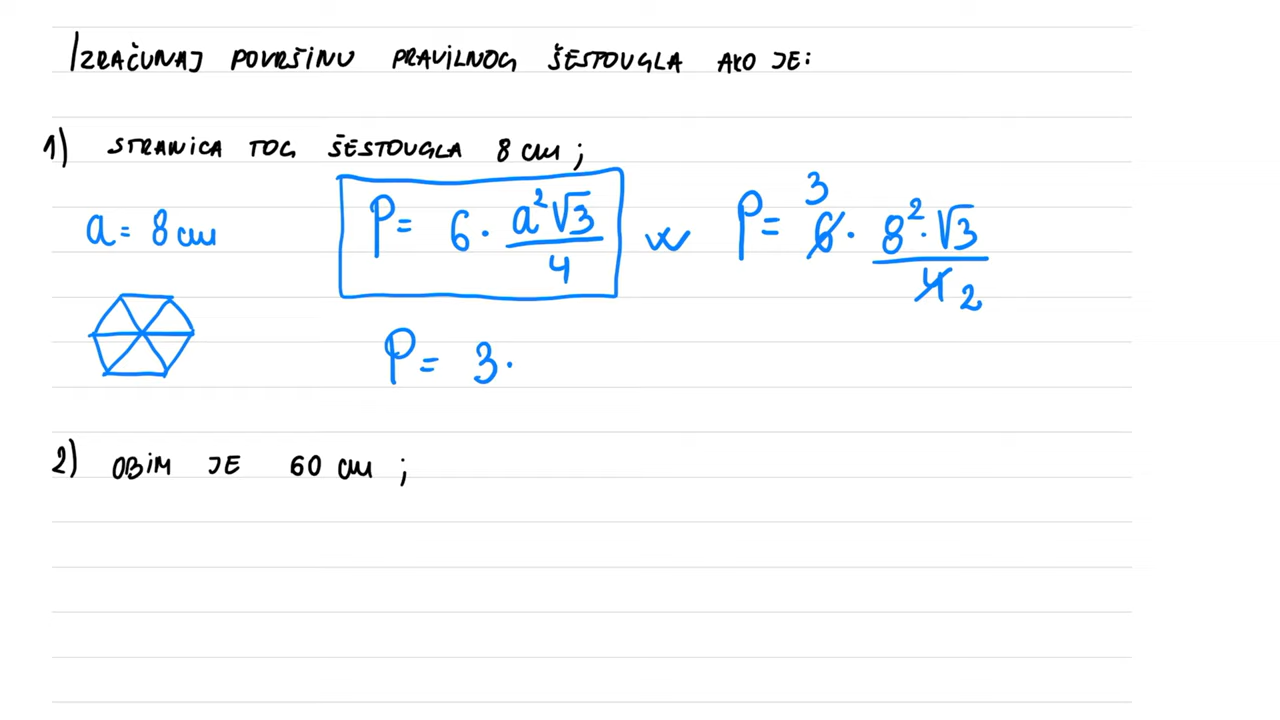 IZRAČUNAJ POVRŠINU PRAVILNOG ŠESTOUGLA AKO JE:
1) STRANICA TOG ŠESTOUGLA 8 cm ;
a = 8 cm P = 6 · a²√3/4 P = 6 · 8²·√3/4 3 2
P = 3 ·
2) OBIM JE 60 cm ;